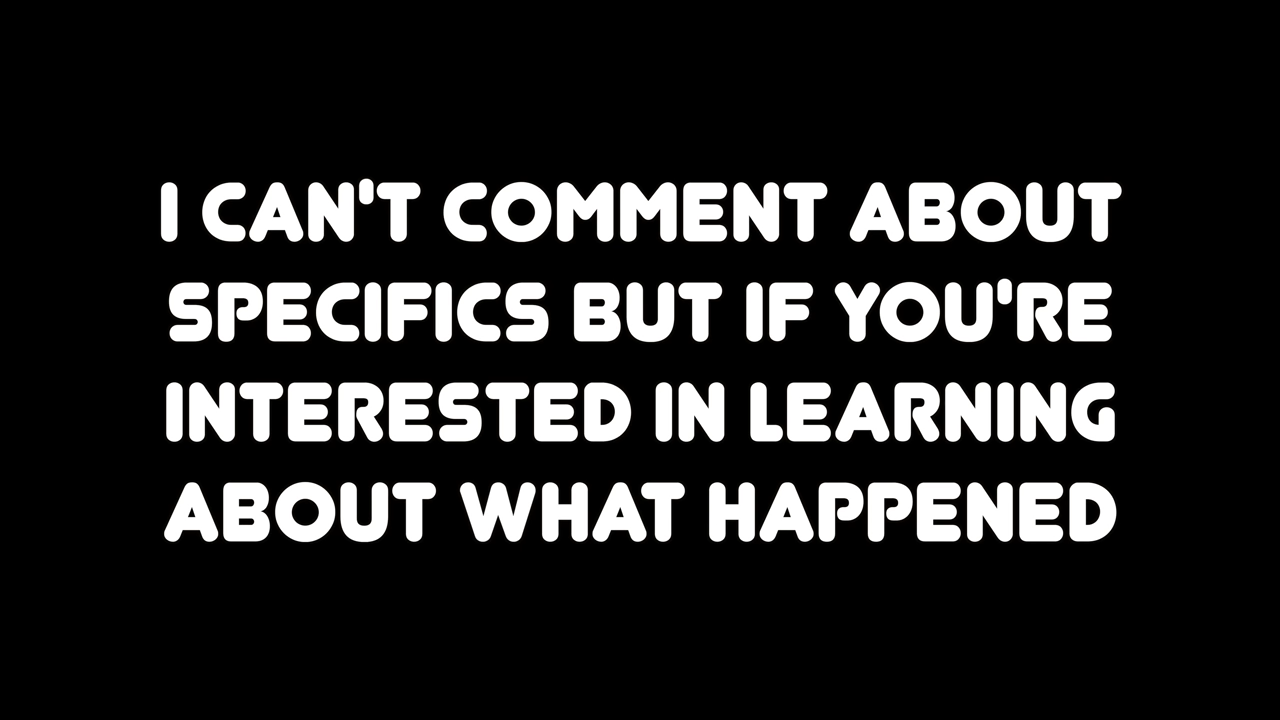 I CAN'T COMMENT ABOUT
SPECIFICS BUT IF YOU'RE
INTERESTED IN LEARNING
ABOUT WHAT HAPPENED